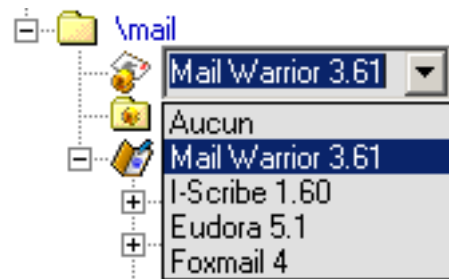 \mail
Mail Warrior 3.61
Aucun
Mail Warrior 3.61
I-Scribe 1.60
Eudora 5.1
Foxmail 4